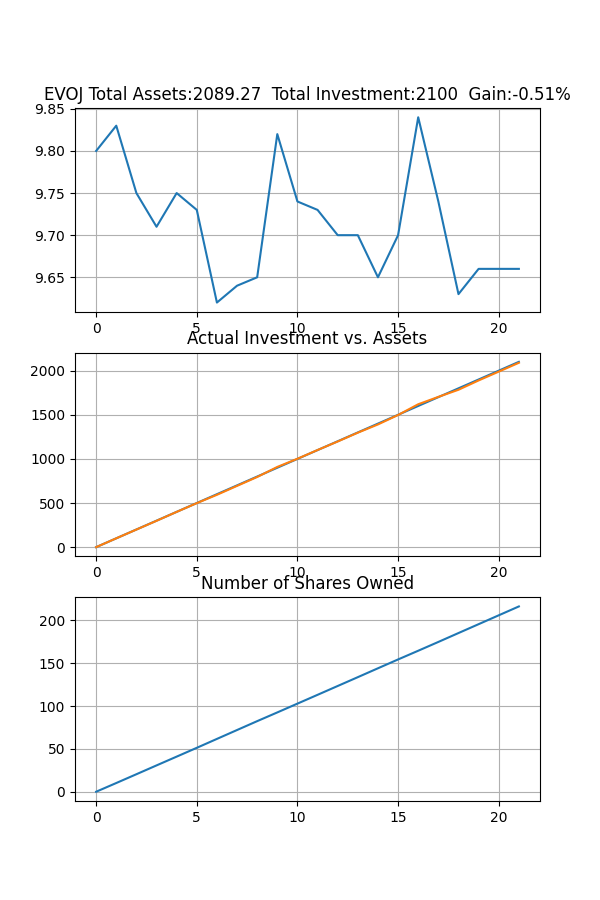 EVOJ Total Assets:2089.27  Total Investment:2100  Gain:-0.51%
9.85
9.80
9.75
9.70
9.65
0 5 10 15 20
Actual Investment vs. Assets
2000
1500
1000
500
0
0 5 10 15 20
Number of Shares Owned
200
150
100
50
0
0 5 10 15 20